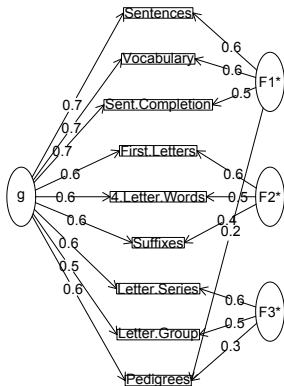 Sentences
0.6
Vocabulary
F1*
0.6
0.5
Sent.Completion
0.7
0.7
0.7
First.Letters
0.6
0.6
g
0.6
4.Letter.Words
0.5
F2*
0.6
0.4
0.2
Suffixes
0.6
Letter.Series
0.6
0.5
0.5
F3*
0.6
Letter.Group
0.3
Pedigrees